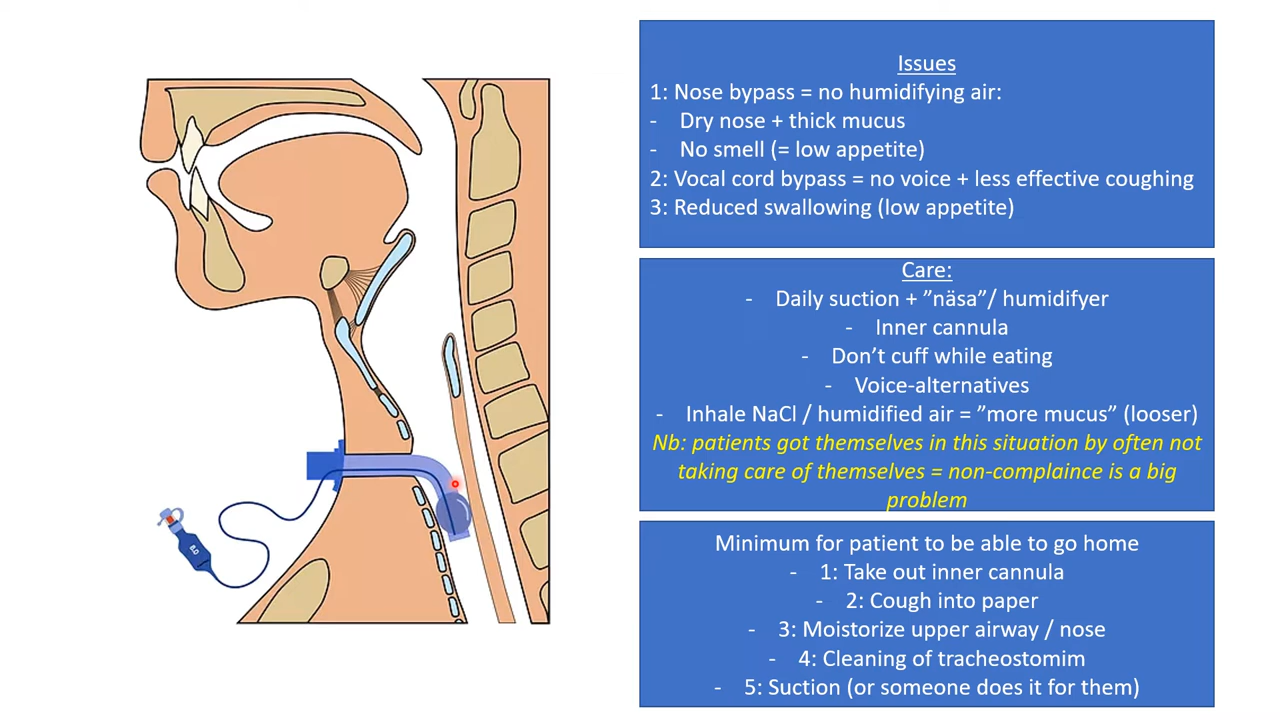 Issues
1: Nose bypass = no humidifying air:
- Dry nose + thick mucus
- No smell (= low appetite)
2: Vocal cord bypass = no voice + less effective coughing
3: Reduced swallowing (low appetite)
Care:
- Daily suction + ”näsa”/ humidifyer
- Inner cannula
- Don’t cuff while eating
- Voice-alternatives
- Inhale NaCl / humidified air = ”more mucus” (looser)
Nb: patients got themselves in this situation by often not
taking care of themselves = non-complaince is a big
problem
Minimum for patient to be able to go home
- 1: Take out inner cannula
- 2: Cough into paper
- 3: Moistorize upper airway / nose
- 4: Cleaning of tracheostomim
- 5: Suction (or someone does it for them)